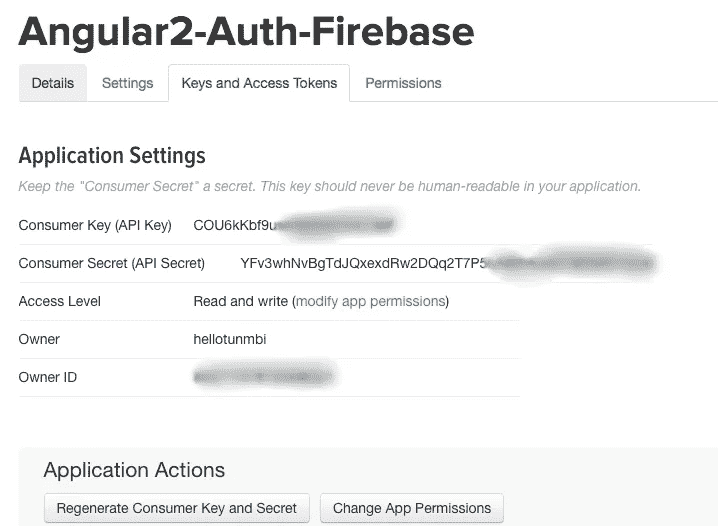 Angular2-Auth-Firebase
Details Settings Keys and Access Tokens Permissions
Application Settings
Keep the "Consumer Secret" a secret. This key should never be human-readable in your application.
Consumer Key (API Key) COU6kKbf9u
Consumer Secret (API Secret) YFv3whNvBgTdJQxexdRw2DQq2T7P5
Access Level Read and write (modify app permissions)
Owner hellotunmbi
Owner ID
Application Actions
Regenerate Consumer Key and Secret Change App Permissions